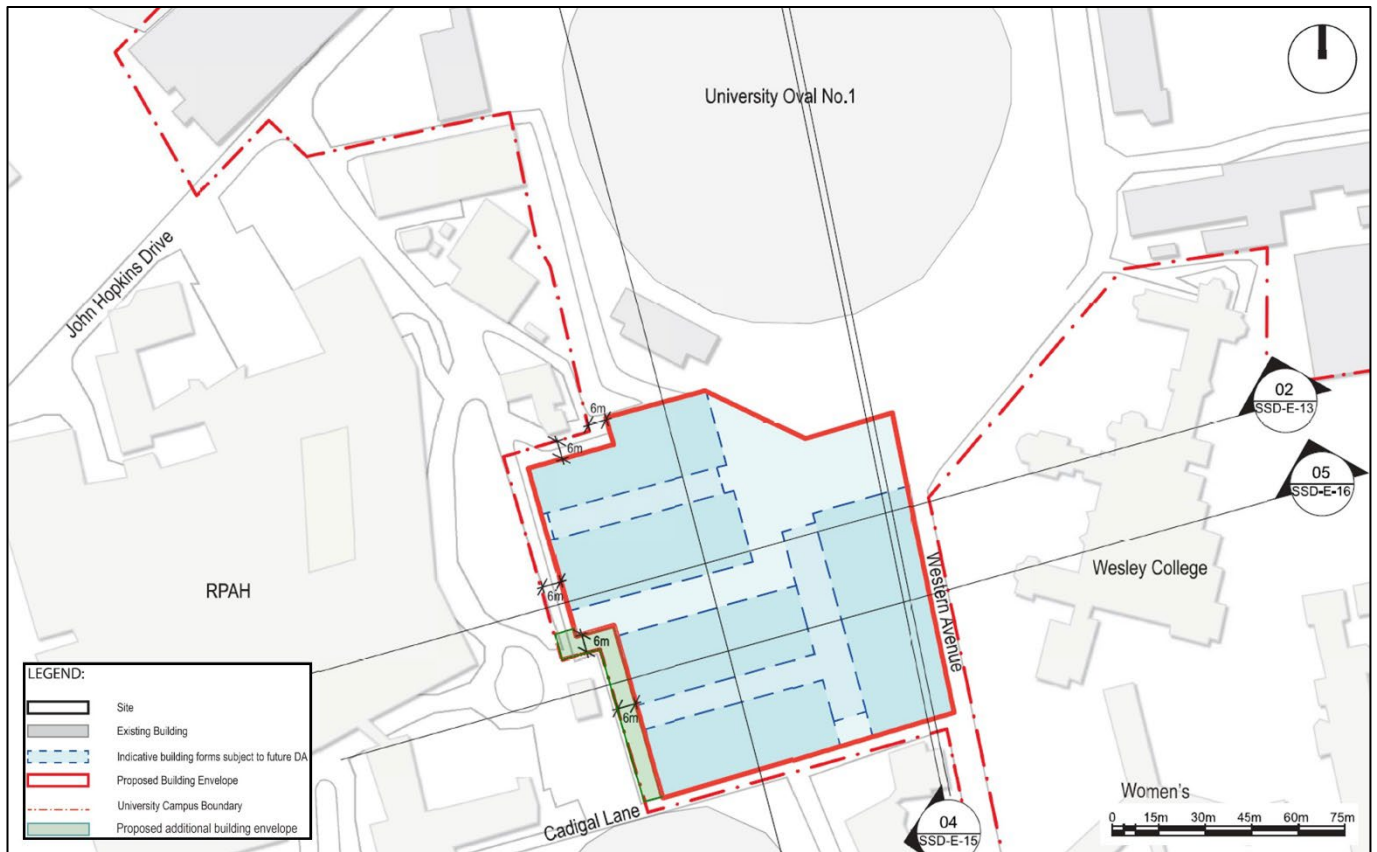 University Oval No.1
John Hopkins Drive
6m
6m
02
SSD-E-13
05
SSD-E-16
Western Avenue
Wesley College
RPAH
6m
6m
6m
LEGEND:
Site
Existing Building
Indicative building forms subject to future DA
Proposed Building Envelope
University Campus Boundary
Proposed additional building envelope
Cadigal Lane
04
SSD-E-15
Women's
0 15m 30m 45m 60m 75m